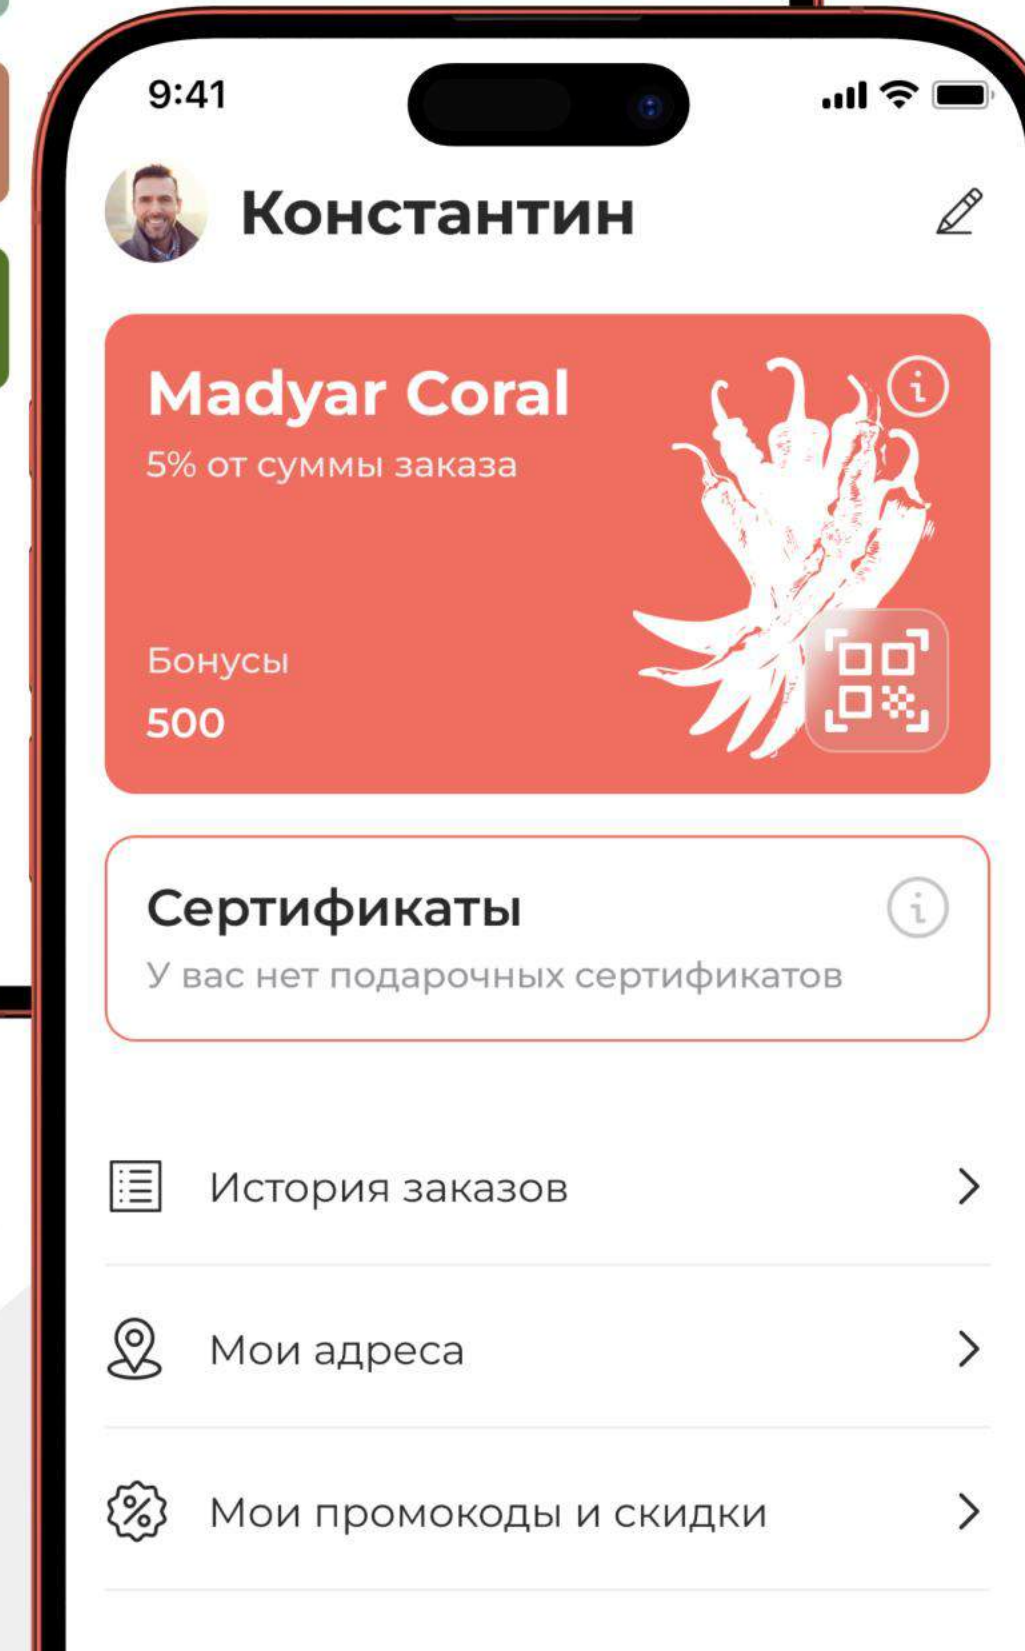 9:41
Константин
Madyar Coral
5% от суммы заказа
Бонусы
500
Сертификаты
У вас нет подарочных сертификатов
История заказов
Мои адреса
Мои промокоды и скидки